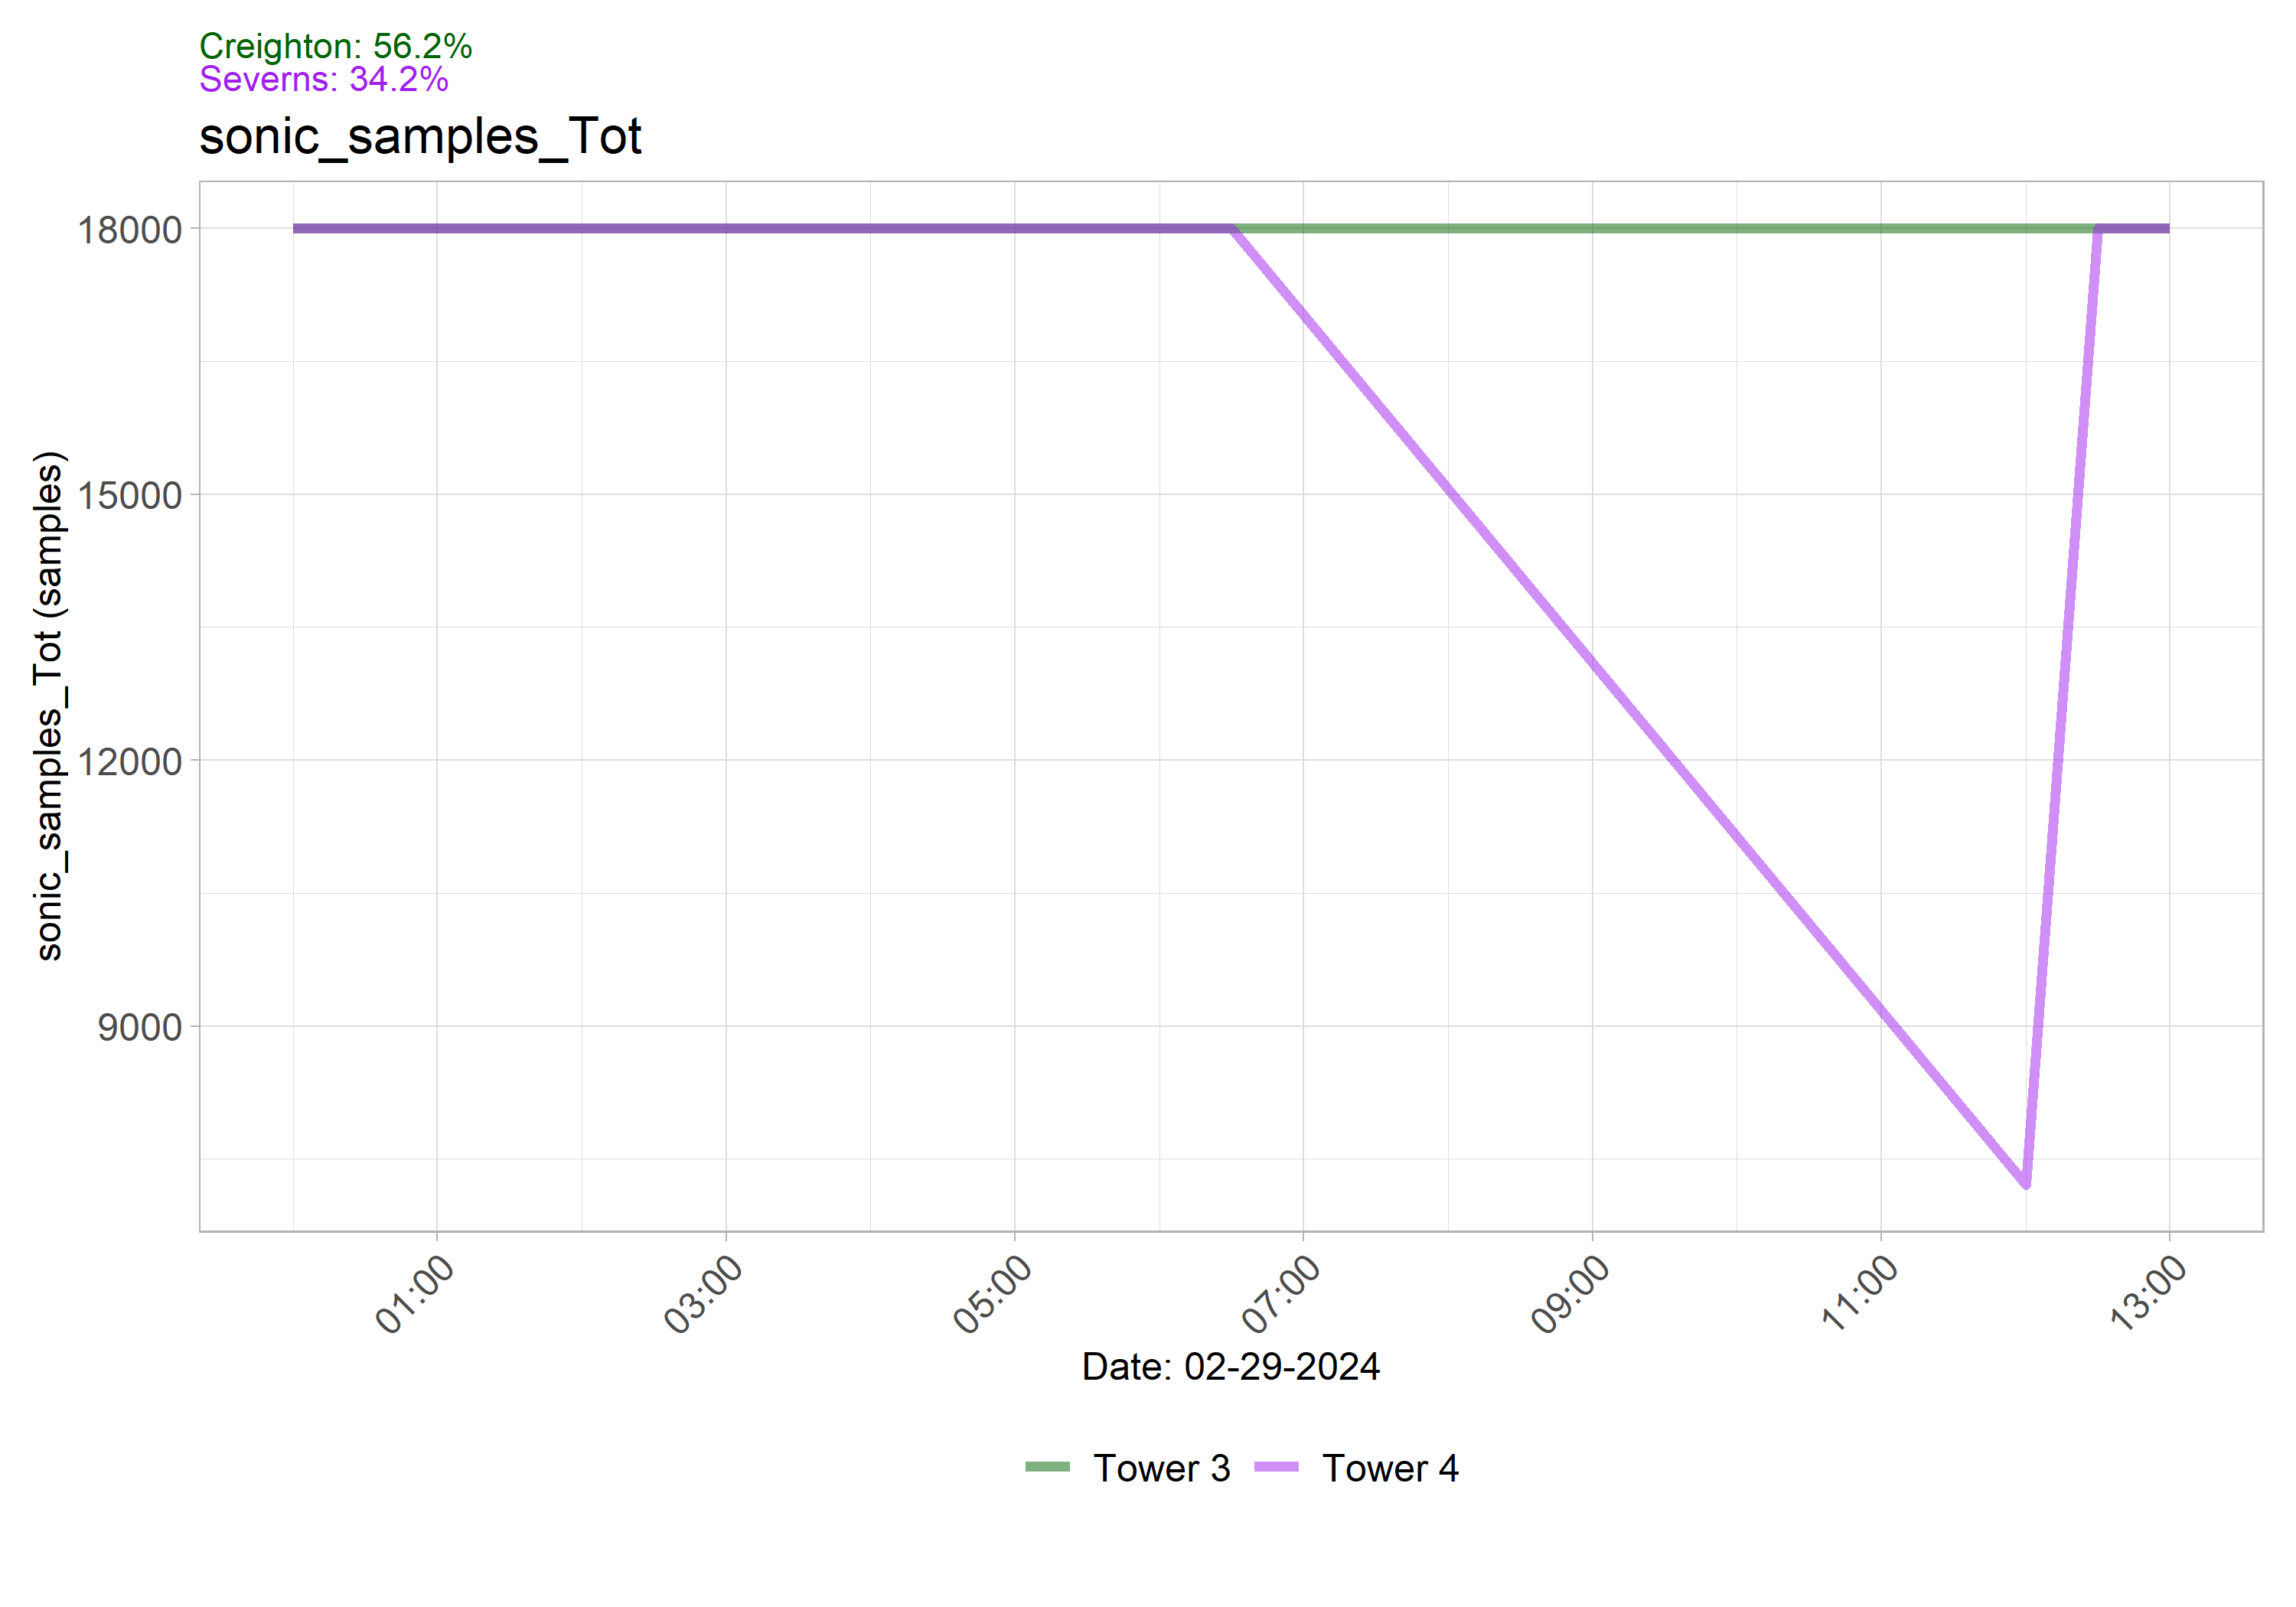 Creighton: 56.2%
Severns: 34.2%
sonic_samples_Tot
sonic_samples_Tot (samples)
18000
15000
12000
9000
01:00
03:00
05:00
07:00
09:00
11:00
13:00
Date: 02-29-2024
Tower 3
Tower 4